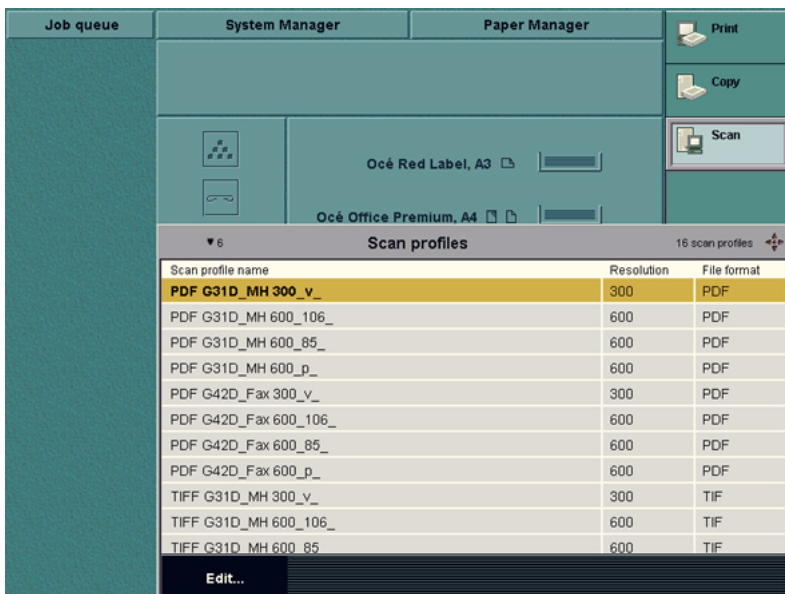 Job queue System Manager Paper Manager
Print
Copy
Scan
Océ Red Label, A3
Océ Office Premium, A4
▼6 Scan profiles 16 scan profiles
Scan profile name Resolution File format
PDF G31D_MH 300_v_ 300 PDF
PDF G31D_MH 600_106_ 600 PDF
PDF G31D_MH 600_85_ 600 PDF
PDF G31D_MH 600_p_ 600 PDF
PDF G42D_Fax 300_v_ 300 PDF
PDF G42D_Fax 600_106_ 600 PDF
PDF G42D_Fax 600_85_ 600 PDF
PDF G42D_Fax 600_p_ 600 PDF
TIFF G31D_MH 300_v_ 300 TIF
TIFF G31D_MH 600_106_ 600 TIF
TIFF G31D_MH 600_85_ 600 TIF
Edit...